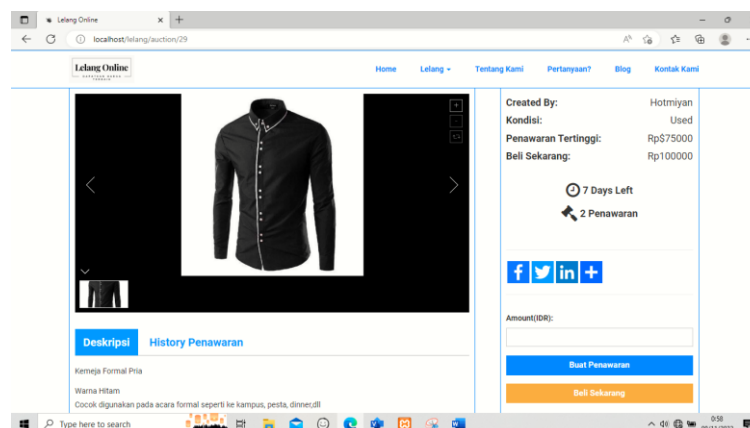 Lelang Online
localhost/lelang/auction/29
Lelang Online
Home Lelang Tentang Kami Pertanyaan? Blog Kontak Kami
Created By: Hotmiyan
Kondisi: Used
Penawaran Tertinggi: Rp$75000
Beli Sekarang: Rp100000
7 Days Left
2 Penawaran
Amount(IDR):
Buat Penawaran
Beli Sekarang
Deskripsi History Penawaran
Kemeja Formal Pria
Warna Hitam
Cocok digunakan pada acara formal seperti ke kampus, pesta, dinner,dll
Type here to search
0:58